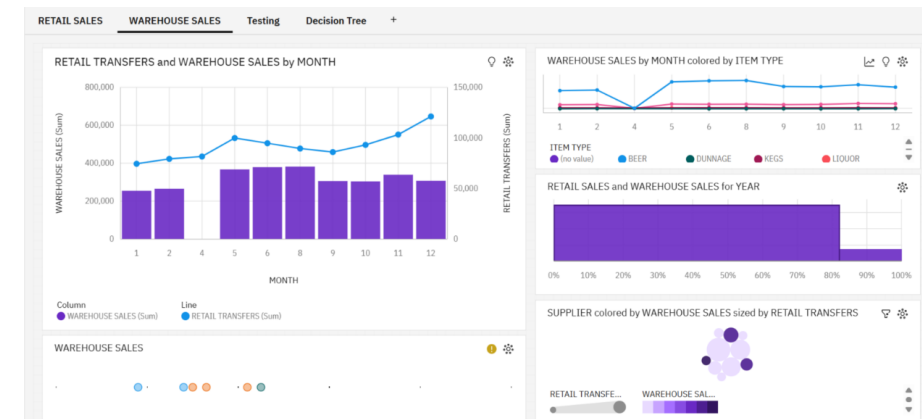 RETAIL SALES WAREHOUSE SALES Testing Decision Tree +
RETAIL TRANSFERS and WAREHOUSE SALES by MONTH
800,000
600,000
400,000
200,000
0
WAREHOUSE SALES (Sum)
150,000
100,000
50,000
0
RETAIL TRANSFERS (Sum)
1 2 4 5 6 8 9 10 11 12
MONTH
Column Line
WAREHOUSE SALES (Sum) RETAIL TRANSFERS (Sum)
WAREHOUSE SALES
WAREHOUSE SALES by MONTH colored by ITEM TYPE
1 2 4 5 6 8 9 10 11 12
ITEM TYPE
(no value) BEER DUNNAGE KEGS LIQUOR
RETAIL SALES and WAREHOUSE SALES for YEAR
0% 10% 20% 30% 40% 50% 60% 70% 80% 90% 100%
SUPPLIER colored by WAREHOUSE SALES sized by RETAIL TRANSFERS
RETAIL TRANSFE... WAREHOUSE SAL...